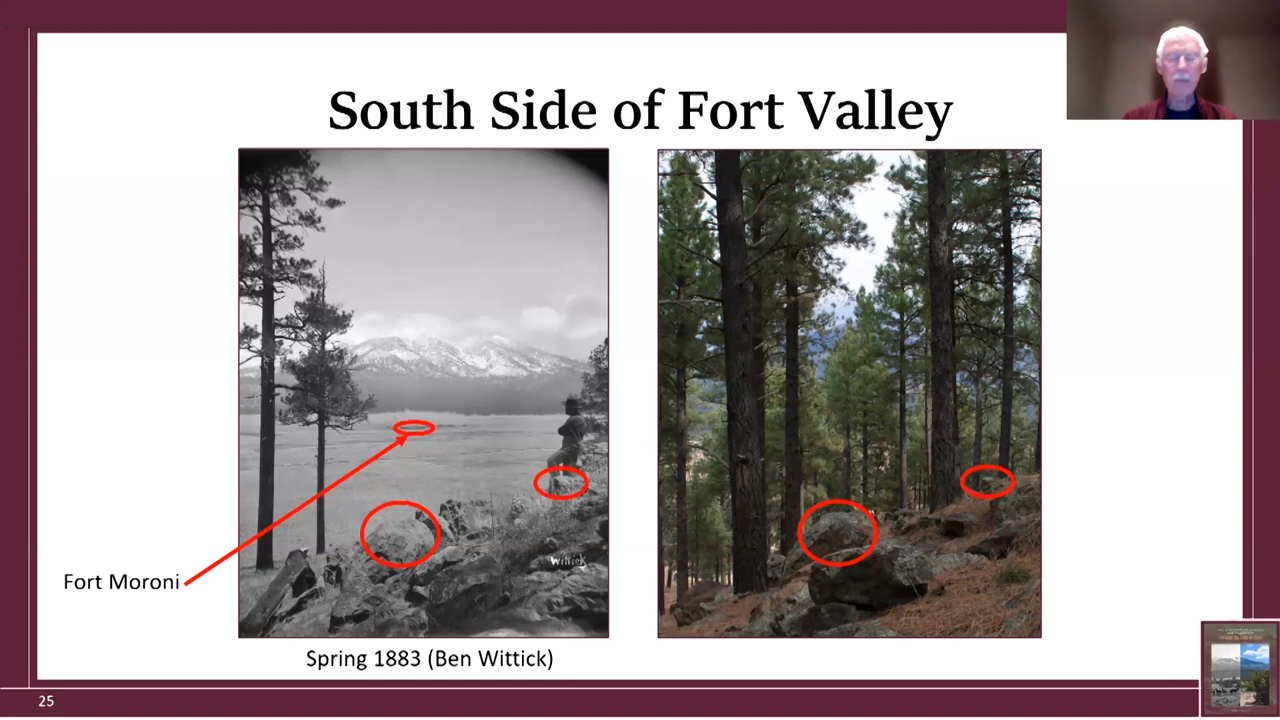 South Side of Fort Valley
Fort Moroni
Wittick
Spring 1883 (Ben Wittick)
25